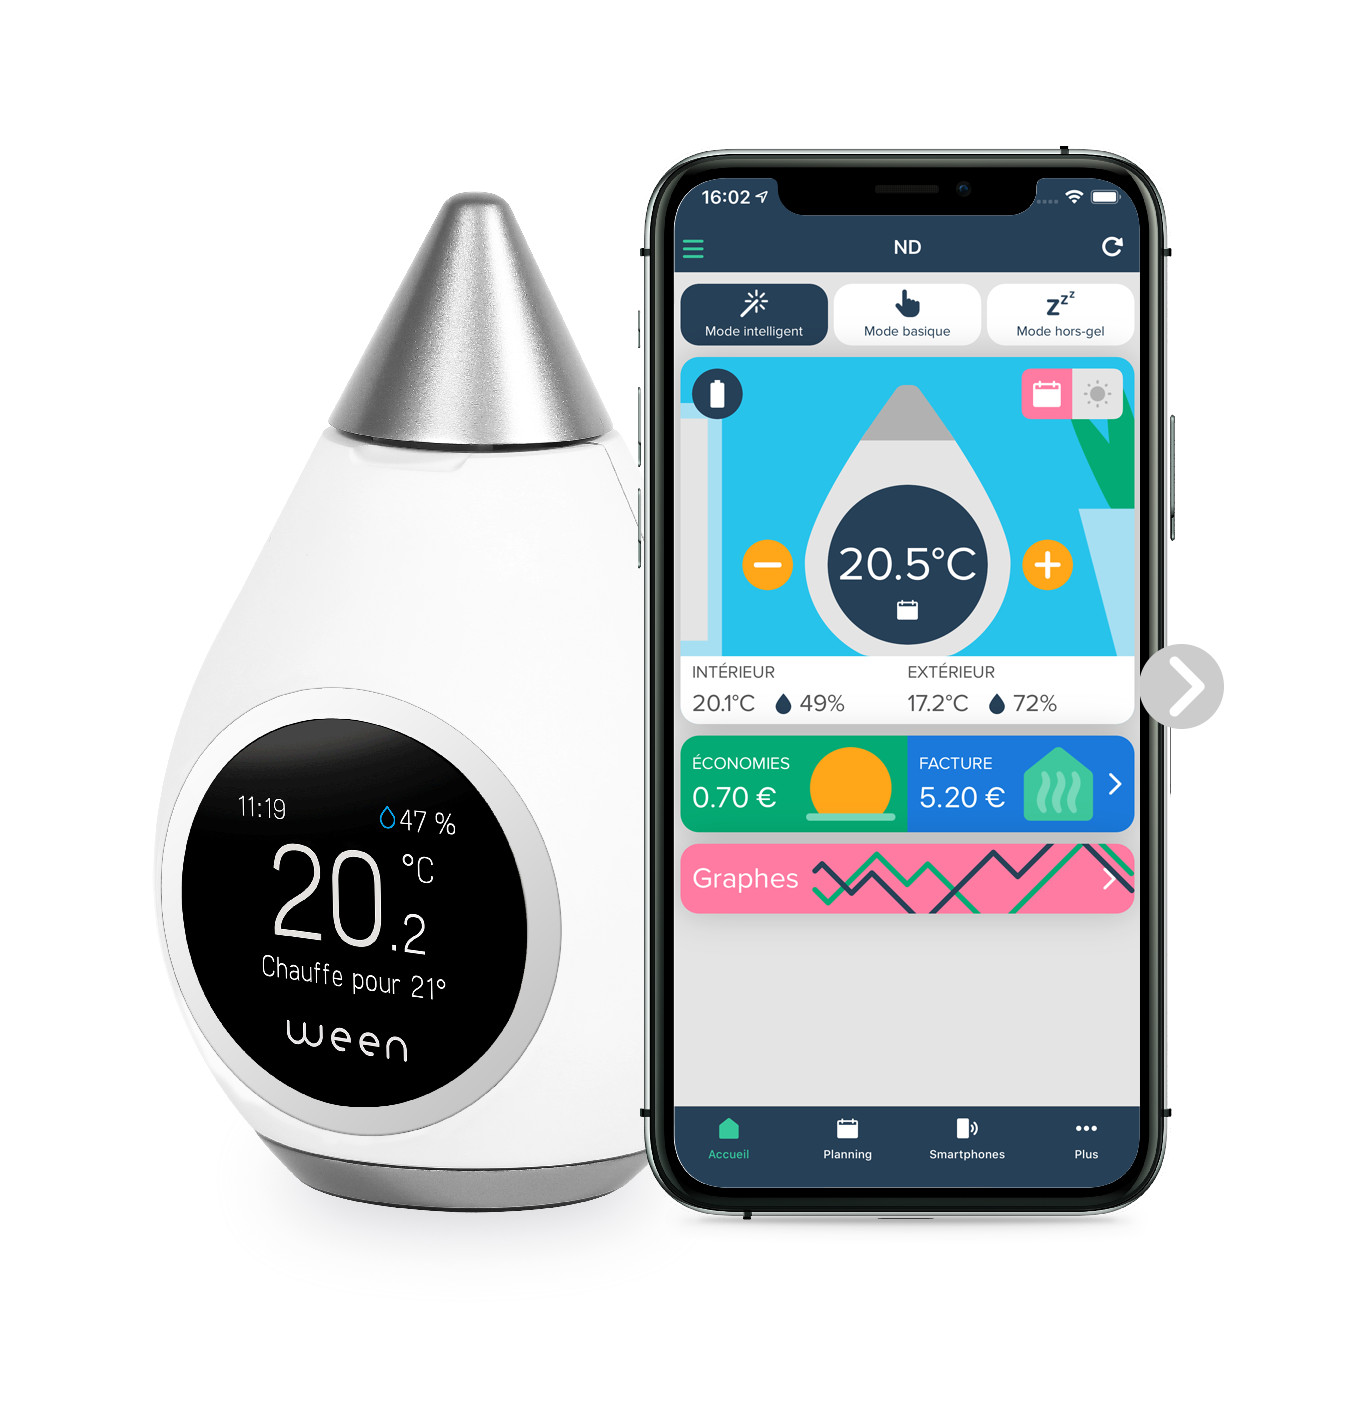 11:19
47 %
20.2 °C
Chauffe pour 21°
ween
16:02
ND
Mode intelligent
Mode basique
zzz
Mode hors-gel
20.5°C
INTÉRIEUR
20.1°C 49%
EXTÉRIEUR
17.2°C 72%
ÉCONOMIES
0.70 €
FACTURE
5.20 €
Graphes
Accueil
Planning
Smartphones
Plus